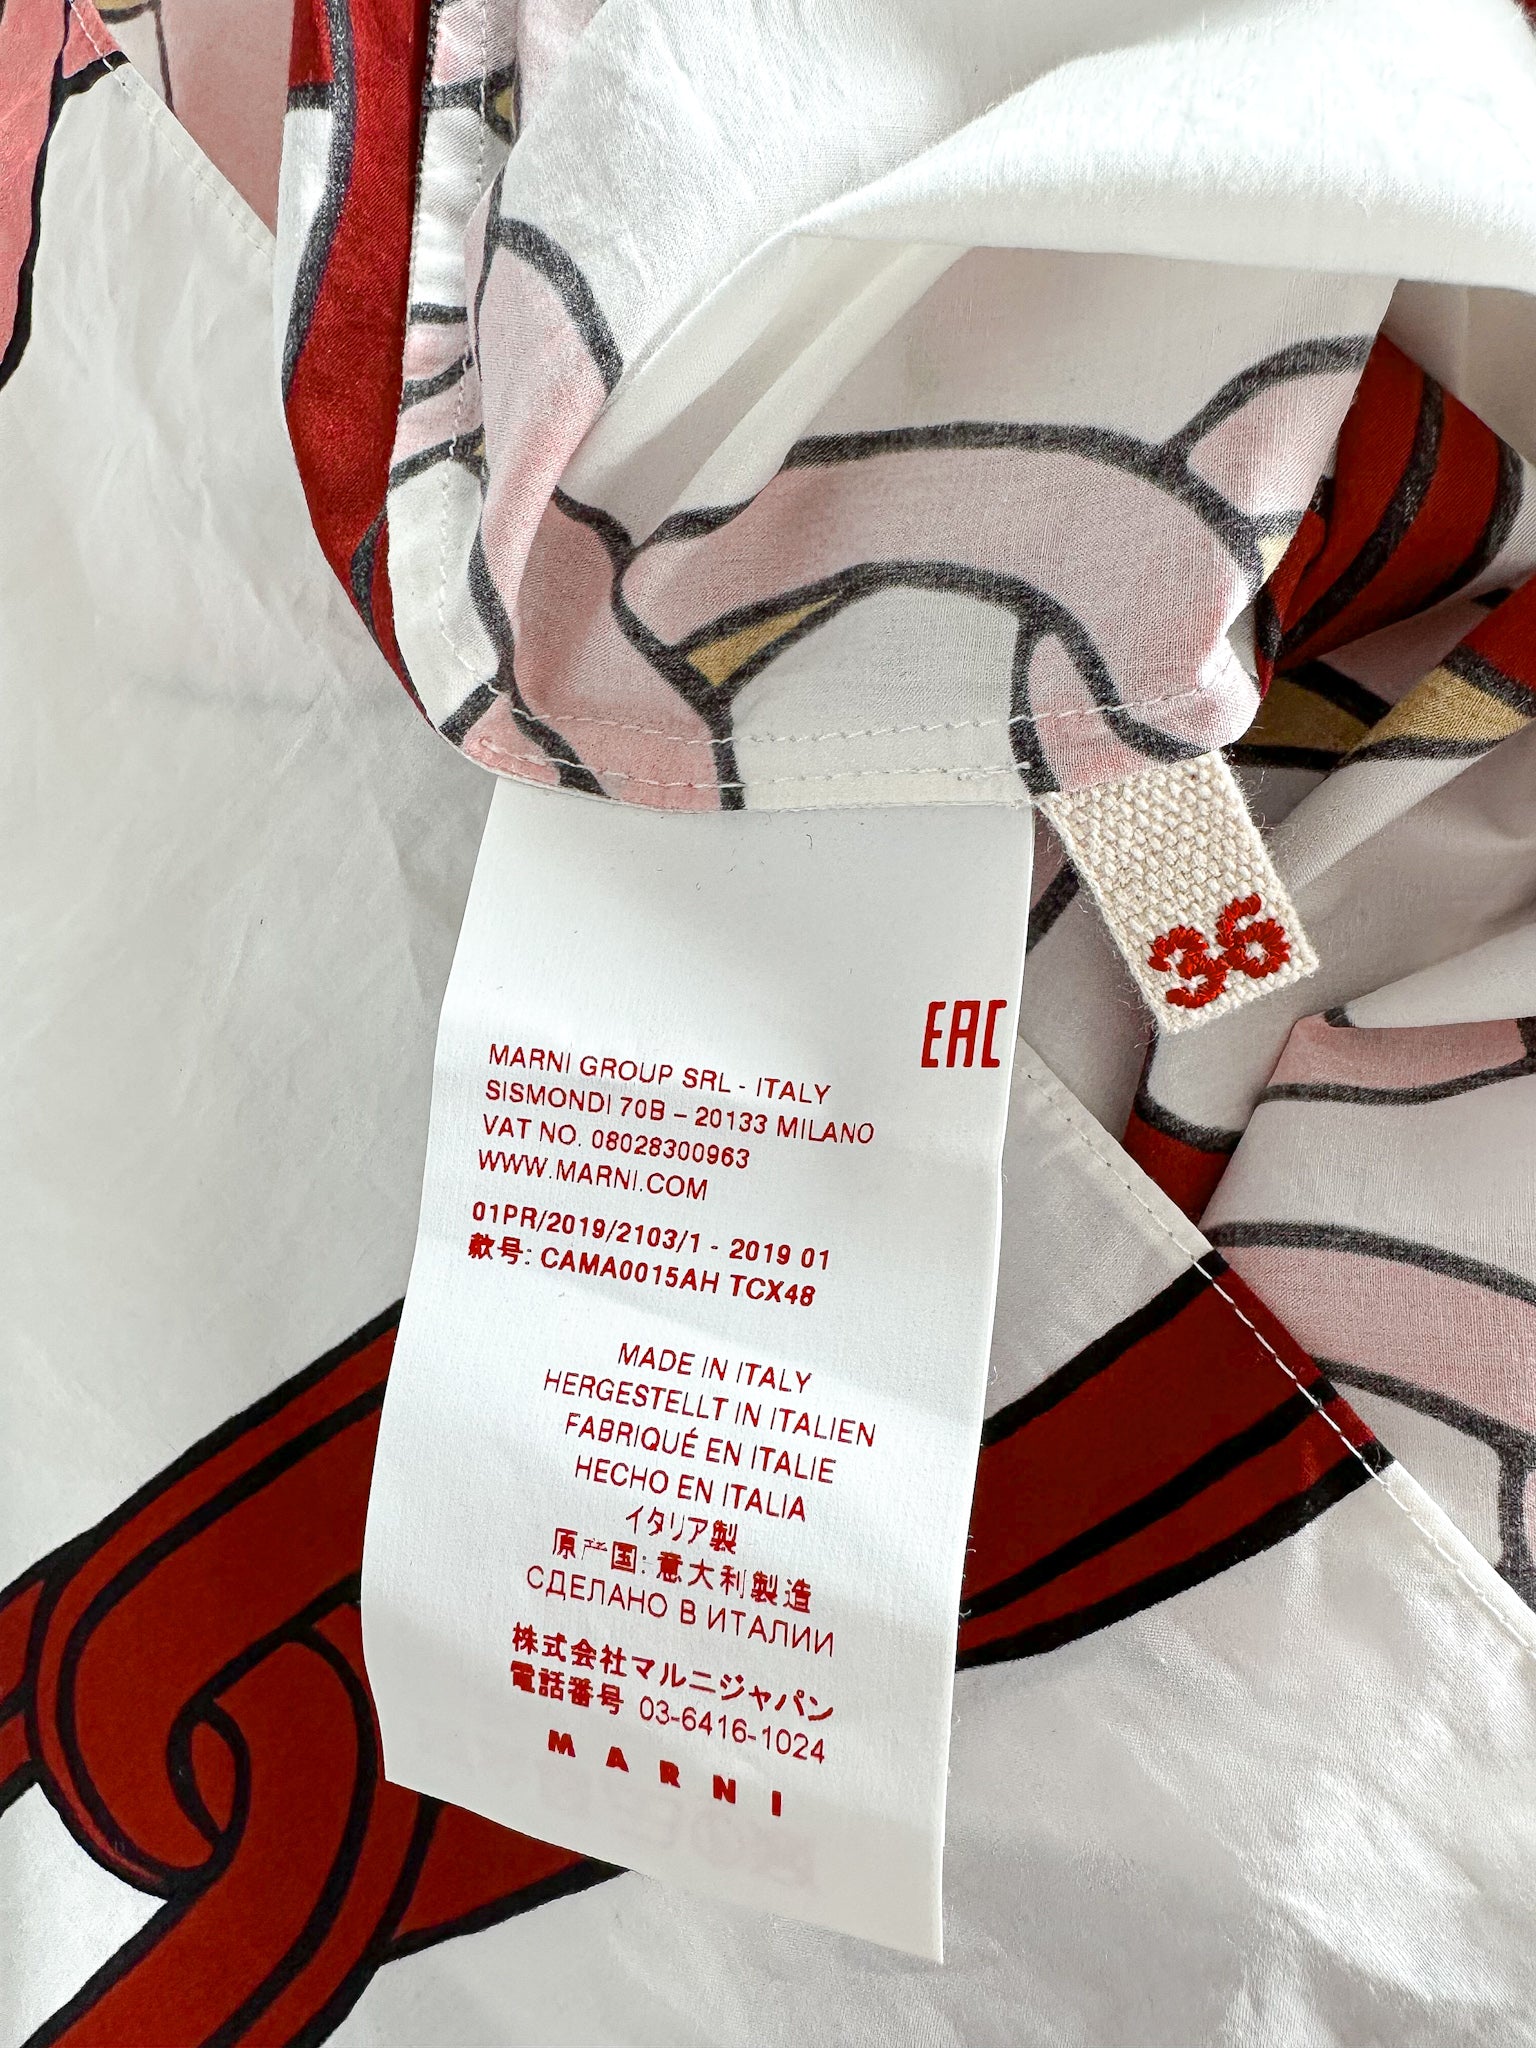 36
EAC
MARNI GROUP SRL - ITALY
SISMONDI 70B – 20133 MILANO
VAT NO. 08028300963
WWW.MARNI.COM
01PR/2019/2103/1 - 2019 01
款号: CAMA0015AH TCX48
MADE IN ITALY
HERGESTELLT IN ITALIEN
FABRIQUÉ EN ITALIE
HECHO EN ITALIA
イタリア製
原产国: 意大利製造
СДЕЛАНО В ИТАЛИИ
株式会社マルニジャパン
電話番号 03-6416-1024
MARNI